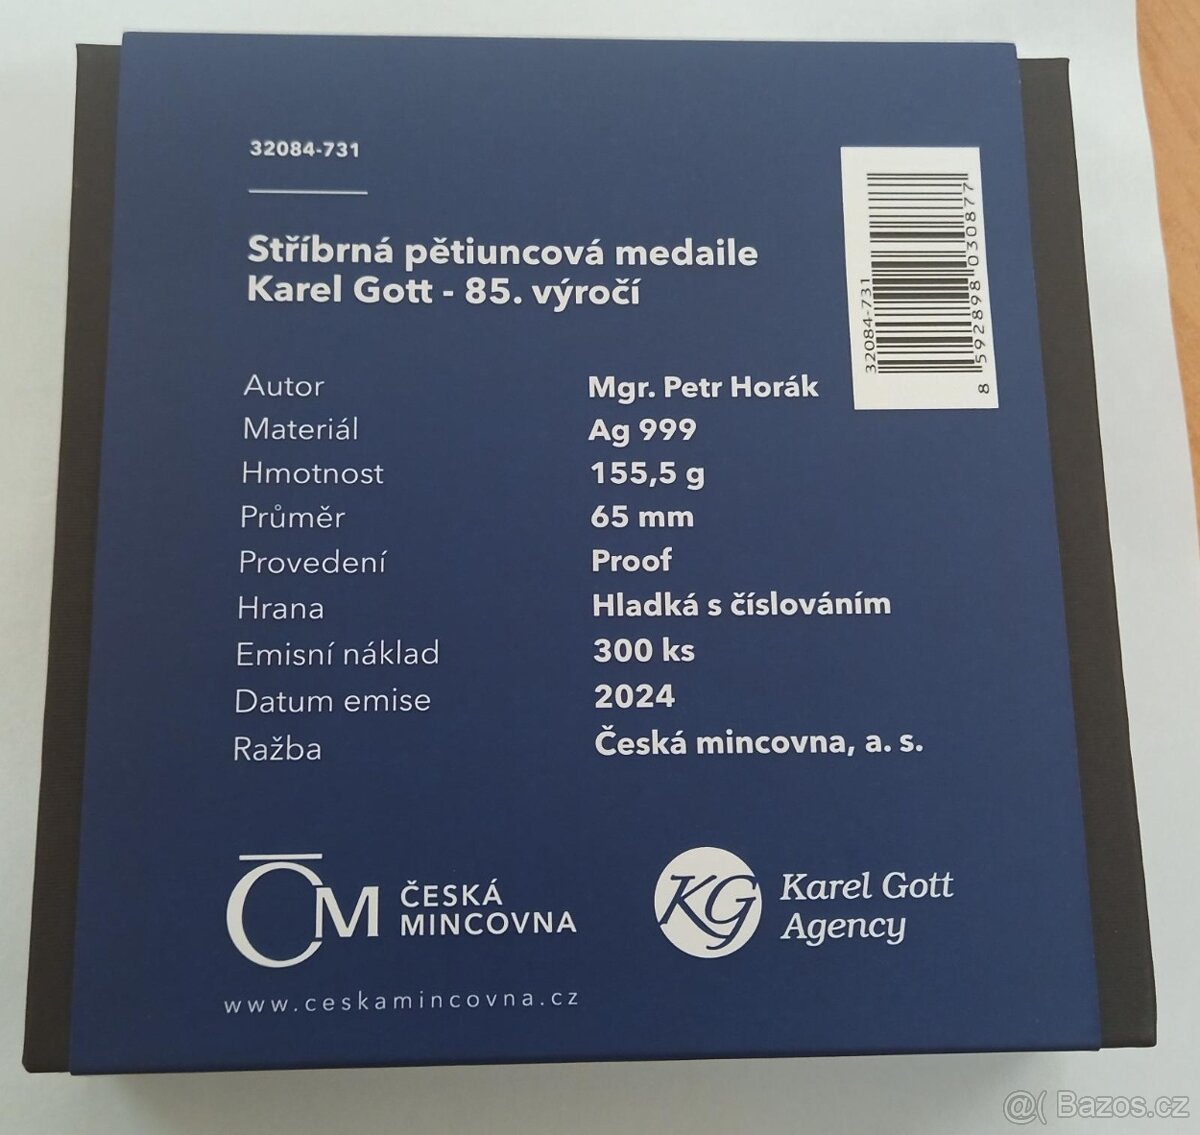 32084-731
Stříbrná pětiuncová medaile
Karel Gott - 85. výročí
Autor Mgr. Petr Horák
Materiál Ag 999
Hmotnost 155,5 g
Průměr 65 mm
Provedení Proof
Hrana Hladká s číslováním
Emisní náklad 300 ks
Datum emise 2024
Ražba Česká mincovna, a. s.
32084-731
8 592898 030877
ČM ČESKÁ
MINCOVNA
www.ceskamincovna.cz
KG Karel Gott
Agency
@( Bazos.cz